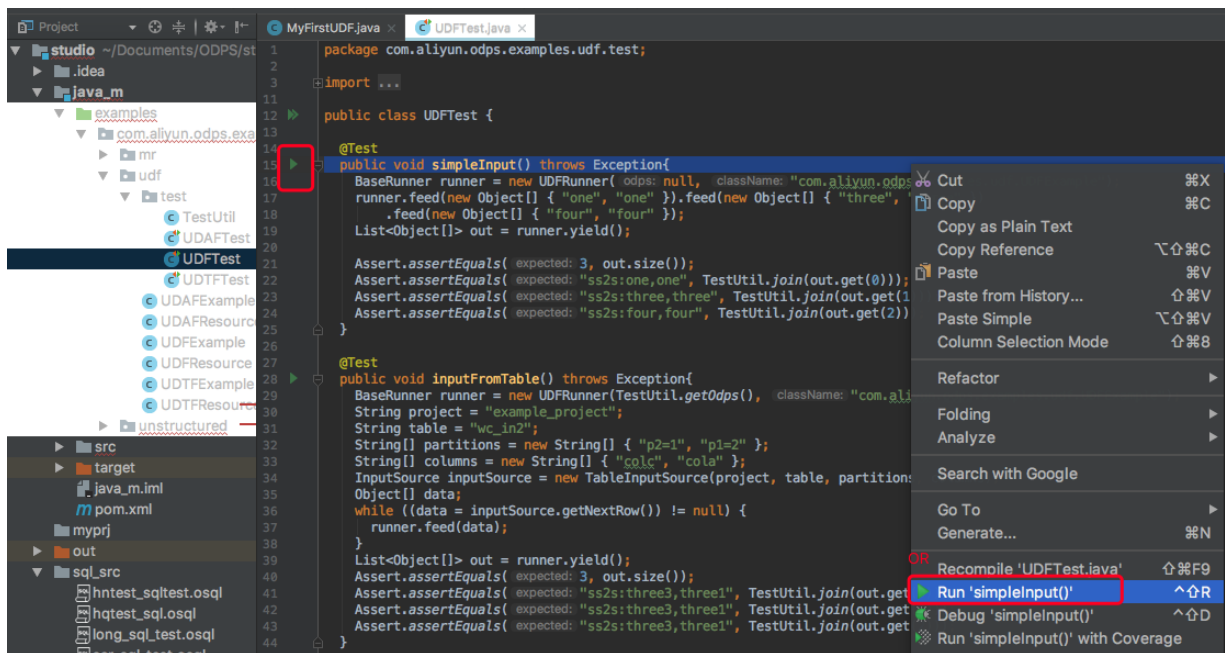 Project
MyFirstUDF.java
UDFTest.java
studio ~/Documents/ODPS/st
.idea
java_m
examples
com.aliyun.odps.exa
mr
udf
test
TestUtil
UDAFTest
UDFTest
UDTFTest
UDAFExample
UDAFResourc
UDFExample
UDFResource
UDTFExample
UDTFResource
unstructured
src
target
java_m.iml
pom.xml
myprj
out
sql_src
hntest_sqltest.osql
hqtest_sql.osql
long_sql_test.osql
1 package com.aliyun.odps.examples.udf.test;
2
3 import ...
11
12 public class UDFTest {
13
14 @Test
15 public void simpleInput() throws Exception{
16 BaseRunner runner = new UDFRunner( odps: null, className: "com.aliyun.odps
17 runner.feed(new Object[] { "one", "one" }).feed(new Object[] { "three", "
18 .feed(new Object[] { "four", "four" });
19 List<Object[]> out = runner.yield();
20
21 Assert.assertEquals( expected: 3, out.size());
22 Assert.assertEquals( expected: "ss2s:one,one", TestUtil.join(out.get(0)));
23 Assert.assertEquals( expected: "ss2s:three,three", TestUtil.join(out.get(1
24 Assert.assertEquals( expected: "ss2s:four,four", TestUtil.join(out.get(2))
25 }
26
27 @Test
28 public void inputFromTable() throws Exception{
29 BaseRunner runner = new UDFRunner(TestUtil.getOdps(), className: "com.ali
30 String project = "example_project";
31 String table = "wc_in2";
32 String[] partitions = new String[] { "p2=1", "p1=2" };
33 String[] columns = new String[] { "colc", "cola" };
34 InputSource inputSource = new TableInputSource(project, table, partitions
35 Object[] data;
36 while ((data = inputSource.getNextRow()) != null) {
37 runner.feed(data);
38 }
39 List<Object[]> out = runner.yield();
40 Assert.assertEquals( expected: 3, out.size());
41 Assert.assertEquals( expected: "ss2s:three3,three1", TestUtil.join(out.get
42 Assert.assertEquals( expected: "ss2s:three3,three1", TestUtil.join(out.get
43 Assert.assertEquals( expected: "ss2s:three3,three1", TestUtil.join(out.get
44 }
Cut ⌘X
Copy ⌘C
Copy as Plain Text
Copy Reference ⌥⇧⌘C
Paste ⌘V
Paste from History... ⇧⌘V
Paste Simple ⌥⇧⌘V
Column Selection Mode ⇧⌘8
Refactor
Folding
Analyze
Search with Google
Go To
Generate... ⌘N
OR
Recompile 'UDFTest.java' ⇧⌘F9
Run 'simpleInput()' ^⇧R
Debug 'simpleInput()' ^⇧D
Run 'simpleInput()' with Coverage